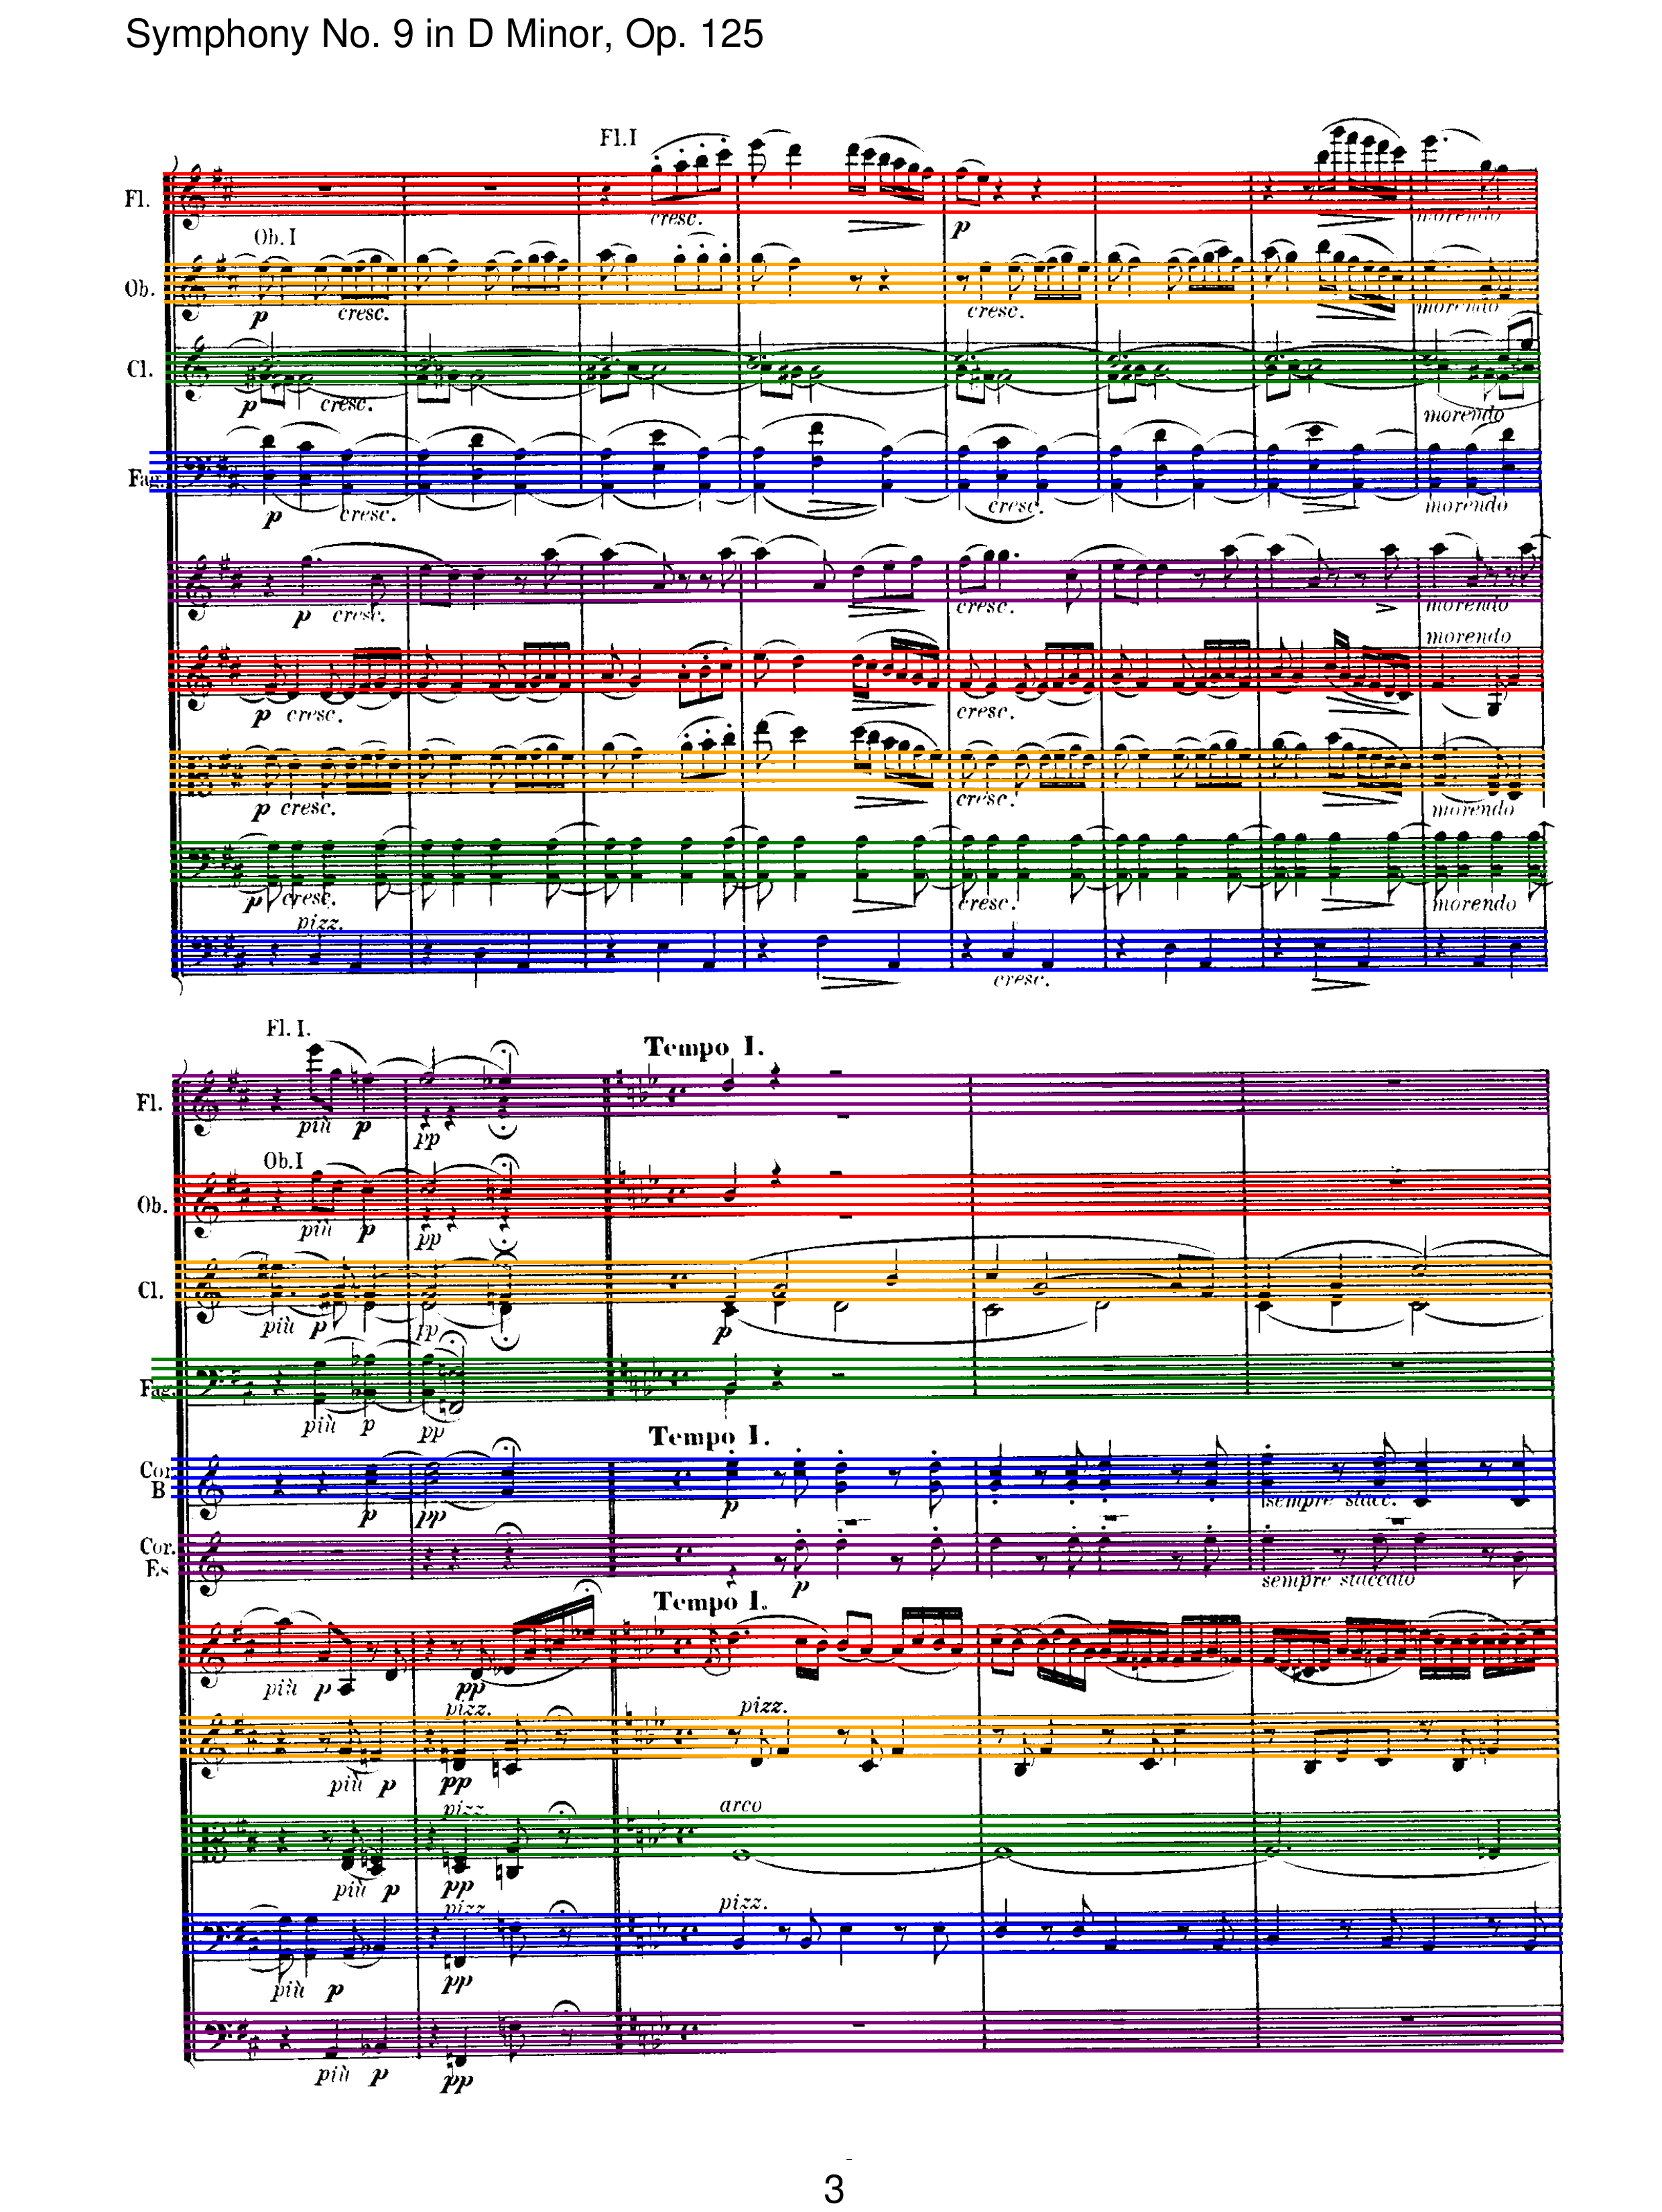 Symphony No. 9 in D Minor, Op. 125
Fl.I
Fl.
cresc.
p
morendo
Ob.I
Ob.
p
cresc.
cresc.
morendo
Cl.
p
cresc.
morendo
Fag.
p
cresc.
cresc.
morendo
p cresc.
cresc.
morendo
morendo
p cresc.
cresc.
p cresc.
cresc.
morendo
p cresc.
cresc.
morendo
pizz.
cresc.
Fl. I.
Tempo I.
Fl.
più p
pp
Ob.I
Ob.
più p
pp
Cl.
più p
pp
p
Fag.
più p
pp
Tempo I.
Cor.
B
p
pp
p
sempre stacc.
Cor.
Es
p
sempre staccato
Tempo I.
più p
pp
pizz.
pizz.
più p
pp
pizz.
arco
più p
pp
pizz.
pizz.
più p
pp
più p
pp
3